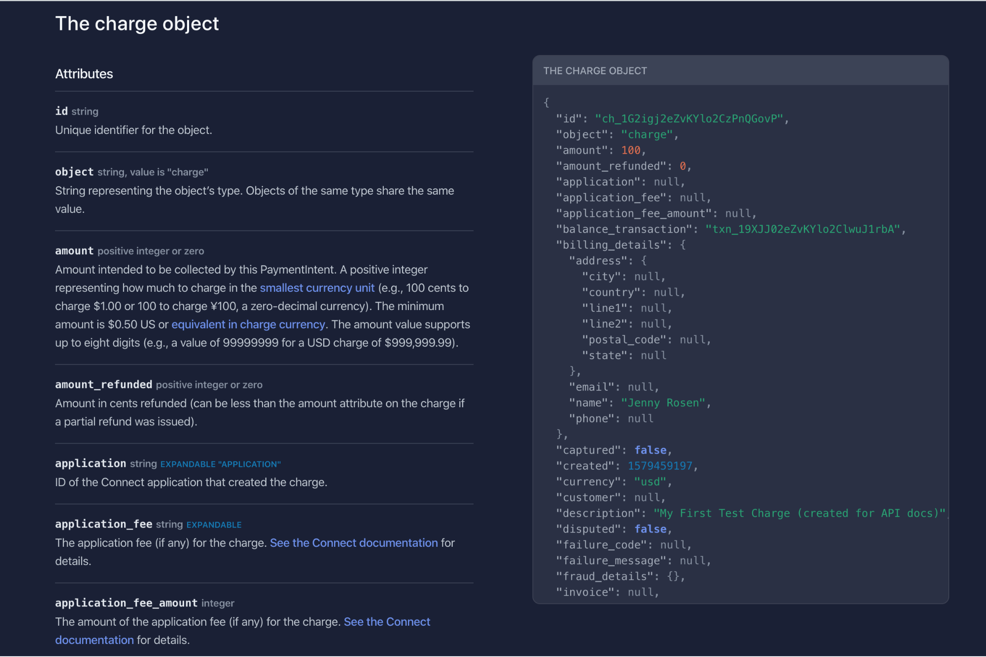 The charge object
Attributes
id string
Unique identifier for the object.
object string, value is "charge"
String representing the object’s type. Objects of the same type share the same
value.
amount positive integer or zero
Amount intended to be collected by this PaymentIntent. A positive integer
representing how much to charge in the smallest currency unit (e.g., 100 cents to
charge $1.00 or 100 to charge ¥100, a zero-decimal currency). The minimum
amount is $0.50 US or equivalent in charge currency. The amount value supports
up to eight digits (e.g., a value of 99999999 for a USD charge of $999,999.99).
amount_refunded positive integer or zero
Amount in cents refunded (can be less than the amount attribute on the charge if
a partial refund was issued).
application string EXPANDABLE "APPLICATION"
ID of the Connect application that created the charge.
application_fee string EXPANDABLE
The application fee (if any) for the charge. See the Connect documentation for
details.
application_fee_amount integer
The amount of the application fee (if any) for the charge. See the Connect
documentation for details.
THE CHARGE OBJECT
{
"id": "ch_1G2igj2eZvKYlo2CzPnQGovP",
"object": "charge",
"amount": 100,
"amount_refunded": 0,
"application": null,
"application_fee": null,
"application_fee_amount": null,
"balance_transaction": "txn_19XJJ02eZvKYlo2ClwuJ1rbA",
"billing_details": {
"address": {
"city": null,
"country": null,
"line1": null,
"line2": null,
"postal_code": null,
"state": null
},
"email": null,
"name": "Jenny Rosen",
"phone": null
},
"captured": false,
"created": 1579459197,
"currency": "usd",
"customer": null,
"description": "My First Test Charge (created for API docs)",
"disputed": false,
"failure_code": null,
"failure_message": null,
"fraud_details": {},
"invoice": null,